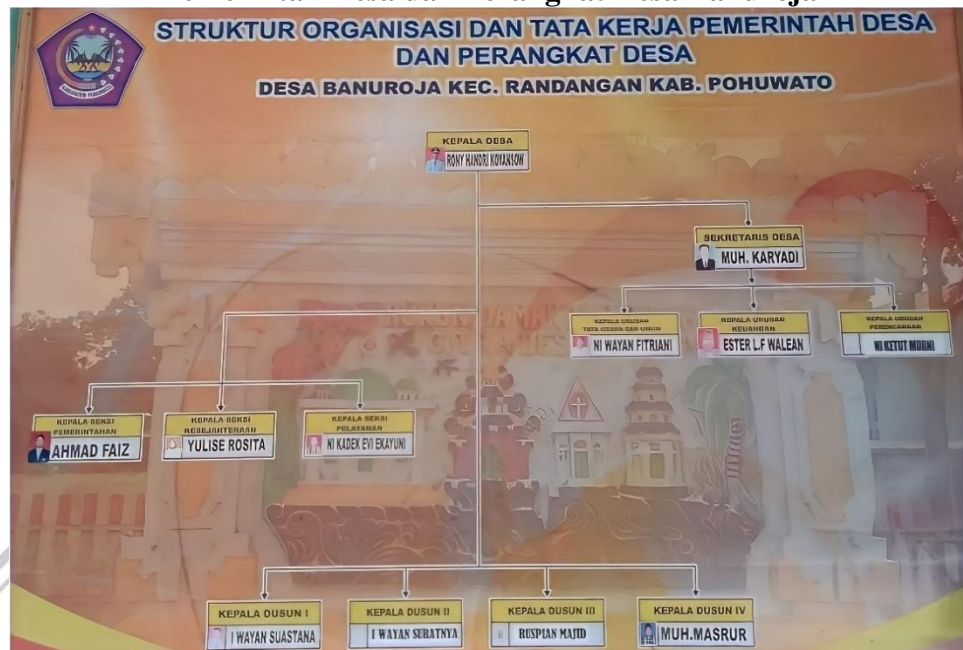 STRUKTUR ORGANISASI DAN TATA KERJA PEMERINTAH DESA
DAN PERANGKAT DESA
DESA BANUROJA KEC. RANDANGAN KAB. POHUWATO
KEPALA DESA
RONY HANDRI KOYANSOW
SEKRETARIS DESA
MUH. KARYADI
KEPALA URUSAN
TATA USAHA DAN UMUM
NI WAYAN FITRIANI
KEPALA URUSAN
KEUANGAN
ESTER L.F WALEAN
KEPALA URUSAN
PERENCANAAN
NI KETUT MURNI
KEPALA SEKSI
PEMERINTAHAN
AHMAD FAIZ
KEPALA SEKSI
KESEJAHTERAAN
YULISE ROSITA
KEPALA SEKSI
PELAYANAN
NI KADEK EVI EKAYUNI
KEPALA DUSUN I
I WAYAN SUASTANA
KEPALA DUSUN II
I WAYAN SURATNYA
KEPALA DUSUN III
RUSPIAN MAJID
KEPALA DUSUN IV
MUH.MASRUR